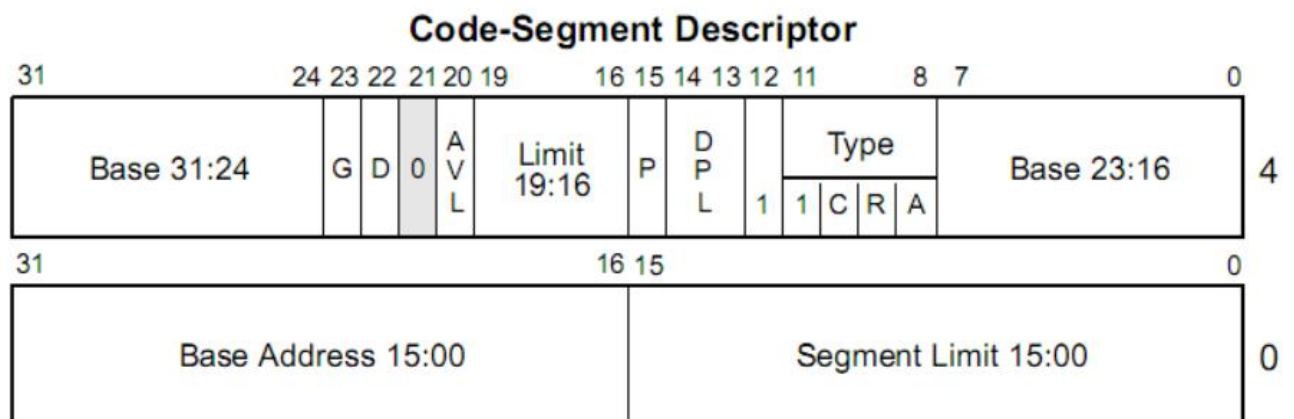 Code-Segment Descriptor
31 24 23 22 21 20 19 16 15 14 13 12 11 8 7 0
Base 31:24 G D 0 AVL Limit 19:16 P DPL 1 Type 1 C R A Base 23:16 4
31 16 15 0
Base Address 15:00 Segment Limit 15:00 0